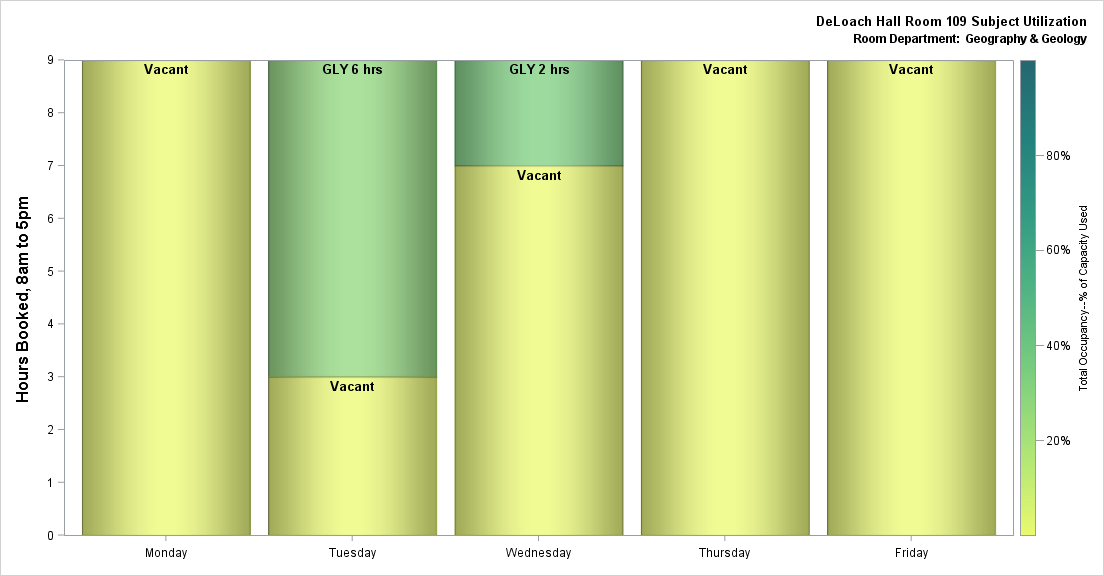 DeLoach Hall Room 109 Subject Utilization
Room Department: Geography & Geology
Hours Booked, 8am to 5pm
9
8
7
6
5
4
3
2
1
0
Vacant
GLY 6 hrs
Vacant
GLY 2 hrs
Vacant
Vacant
Vacant
Monday
Tuesday
Wednesday
Thursday
Friday
80%
60%
40%
20%
Total Occupancy--% of Capacity Used